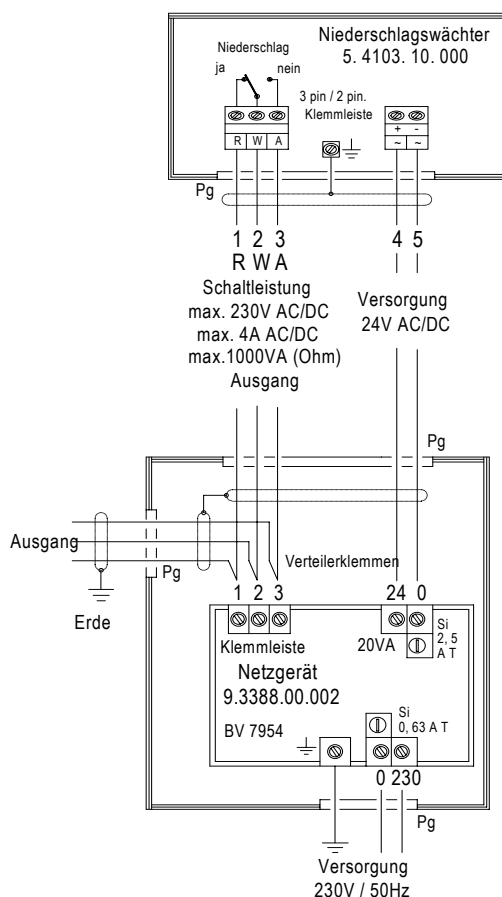 Niederschlagswächter
5. 4103. 10. 000
Niederschlag
ja
nein
3 pin / 2 pin.
Klemmleiste
R W A
+ -
~ ~
Pg
1 2 3
R W A
4 5
Schaltleistung
max. 230V AC/DC
max. 4A AC/DC
max.1000VA (Ohm)
Ausgang
Versorgung
24V AC/DC
Pg
Ausgang
Pg
Erde
Verteilerklemmen
1 2 3
24 0
Klemmleiste
20VA
Si
2, 5
A T
Netzgerät
9.3388.00.002
BV 7954
Si
0, 63 A T
0 230
Pg
Versorgung
230V / 50Hz